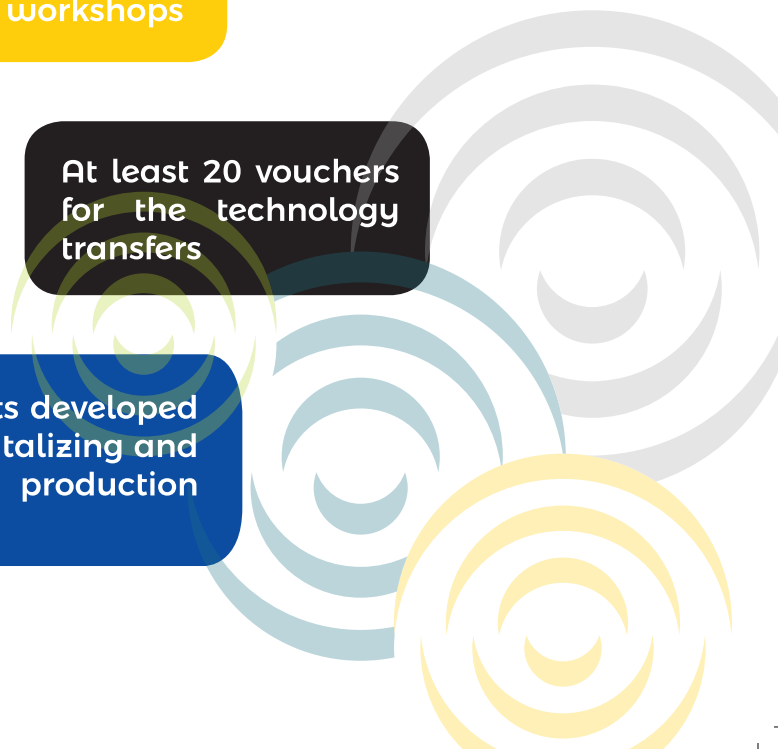 workshops
At least 20 vouchers
for the technology
transfers
ts developed
talizing and
production